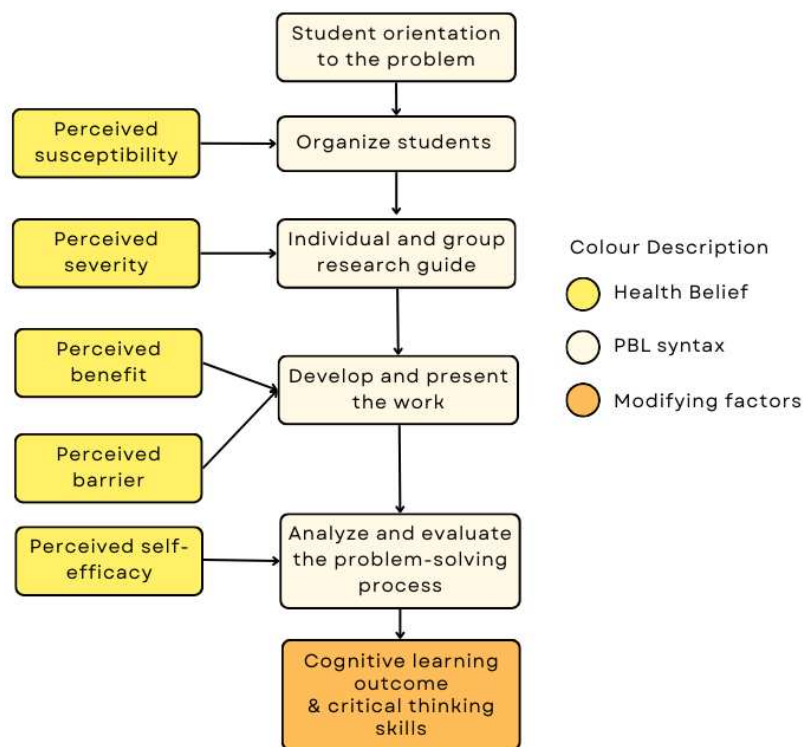 Student orientation
to the problem
Perceived
susceptibility
Organize students
Perceived
severity
Individual and group
research guide
Perceived
benefit
Develop and present
the work
Perceived
barrier
Perceived self-
efficacy
Analyze and evaluate
the problem-solving
process
Cognitive learning
outcome
& critical thinking
skills
Colour Description
Health Belief
PBL syntax
Modifying factors